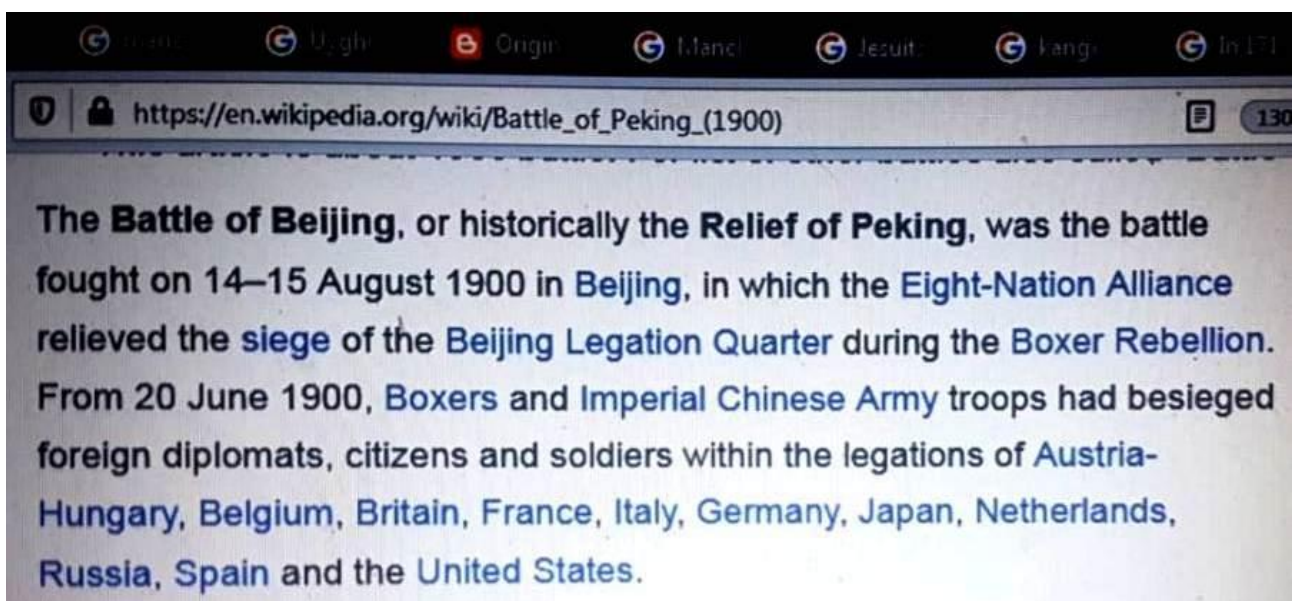 Origin
Jesuit
https://en.wikipedia.org/wiki/Battle_of_Peking_(1900)
130
The Battle of Beijing, or historically the Relief of Peking, was the battle
fought on 14–15 August 1900 in Beijing, in which the Eight-Nation Alliance
relieved the siege of the Beijing Legation Quarter during the Boxer Rebellion.
From 20 June 1900, Boxers and Imperial Chinese Army troops had besieged
foreign diplomats, citizens and soldiers within the legations of Austria-
Hungary, Belgium, Britain, France, Italy, Germany, Japan, Netherlands,
Russia, Spain and the United States.